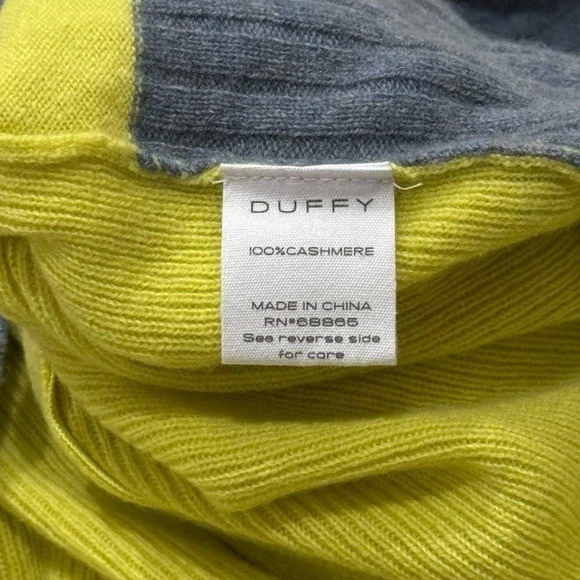 DUFFY
100%CASHMERE
MADE IN CHINA
RN#68865
See reverse side
for care